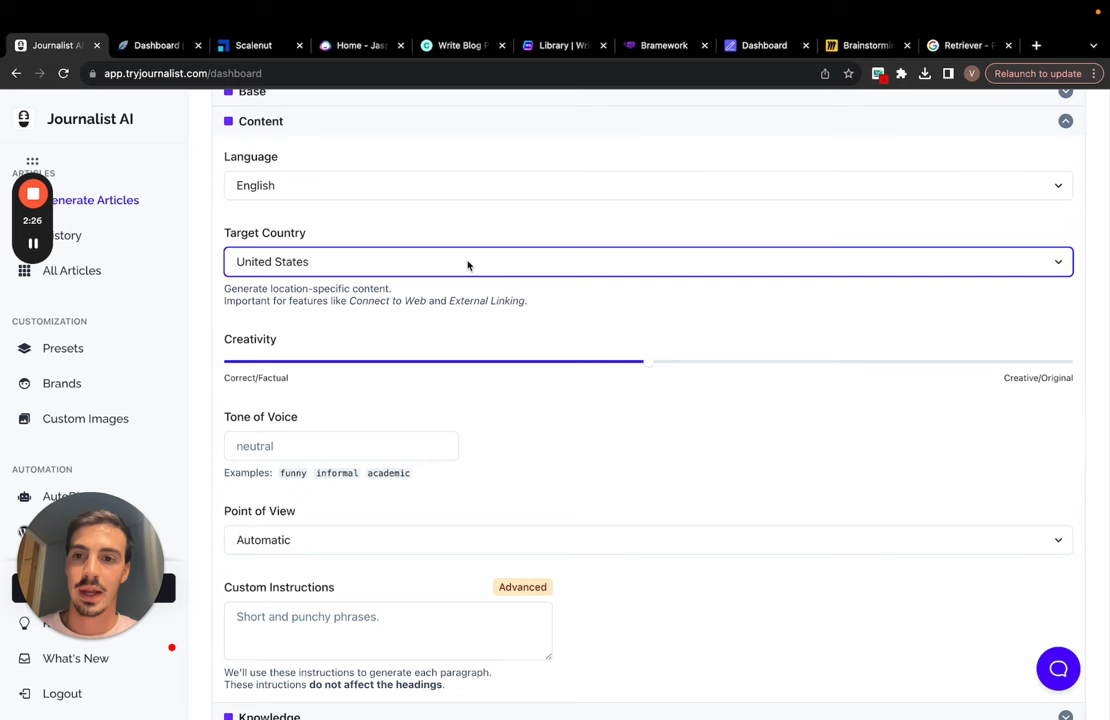 Journalist AI
Dashboard
Scalenut
Home - Jas
Write Blog P
Library | Wri
Bramework
Dashboard
Brainstormi
Retriever - F
app.tryjournalist.com/dashboard
V
Relaunch to update
Journalist AI
ARTICLES
enerate Articles
2:26
istory
All Articles
CUSTOMIZATION
Presets
Brands
Custom Images
AUTOMATION
What's New
Logout
Base
Content
Language
English
Target Country
United States
Generate location-specific content.
Important for features like Connect to Web and External Linking.
Creativity
Correct/Factual
Creative/Original
Tone of Voice
neutral
Examples: funny informal academic
Point of View
Automatic
Custom Instructions
Advanced
Short and punchy phrases.
We'll use these instructions to generate each paragraph.
These intructions do not affect the headings.
Knowledge